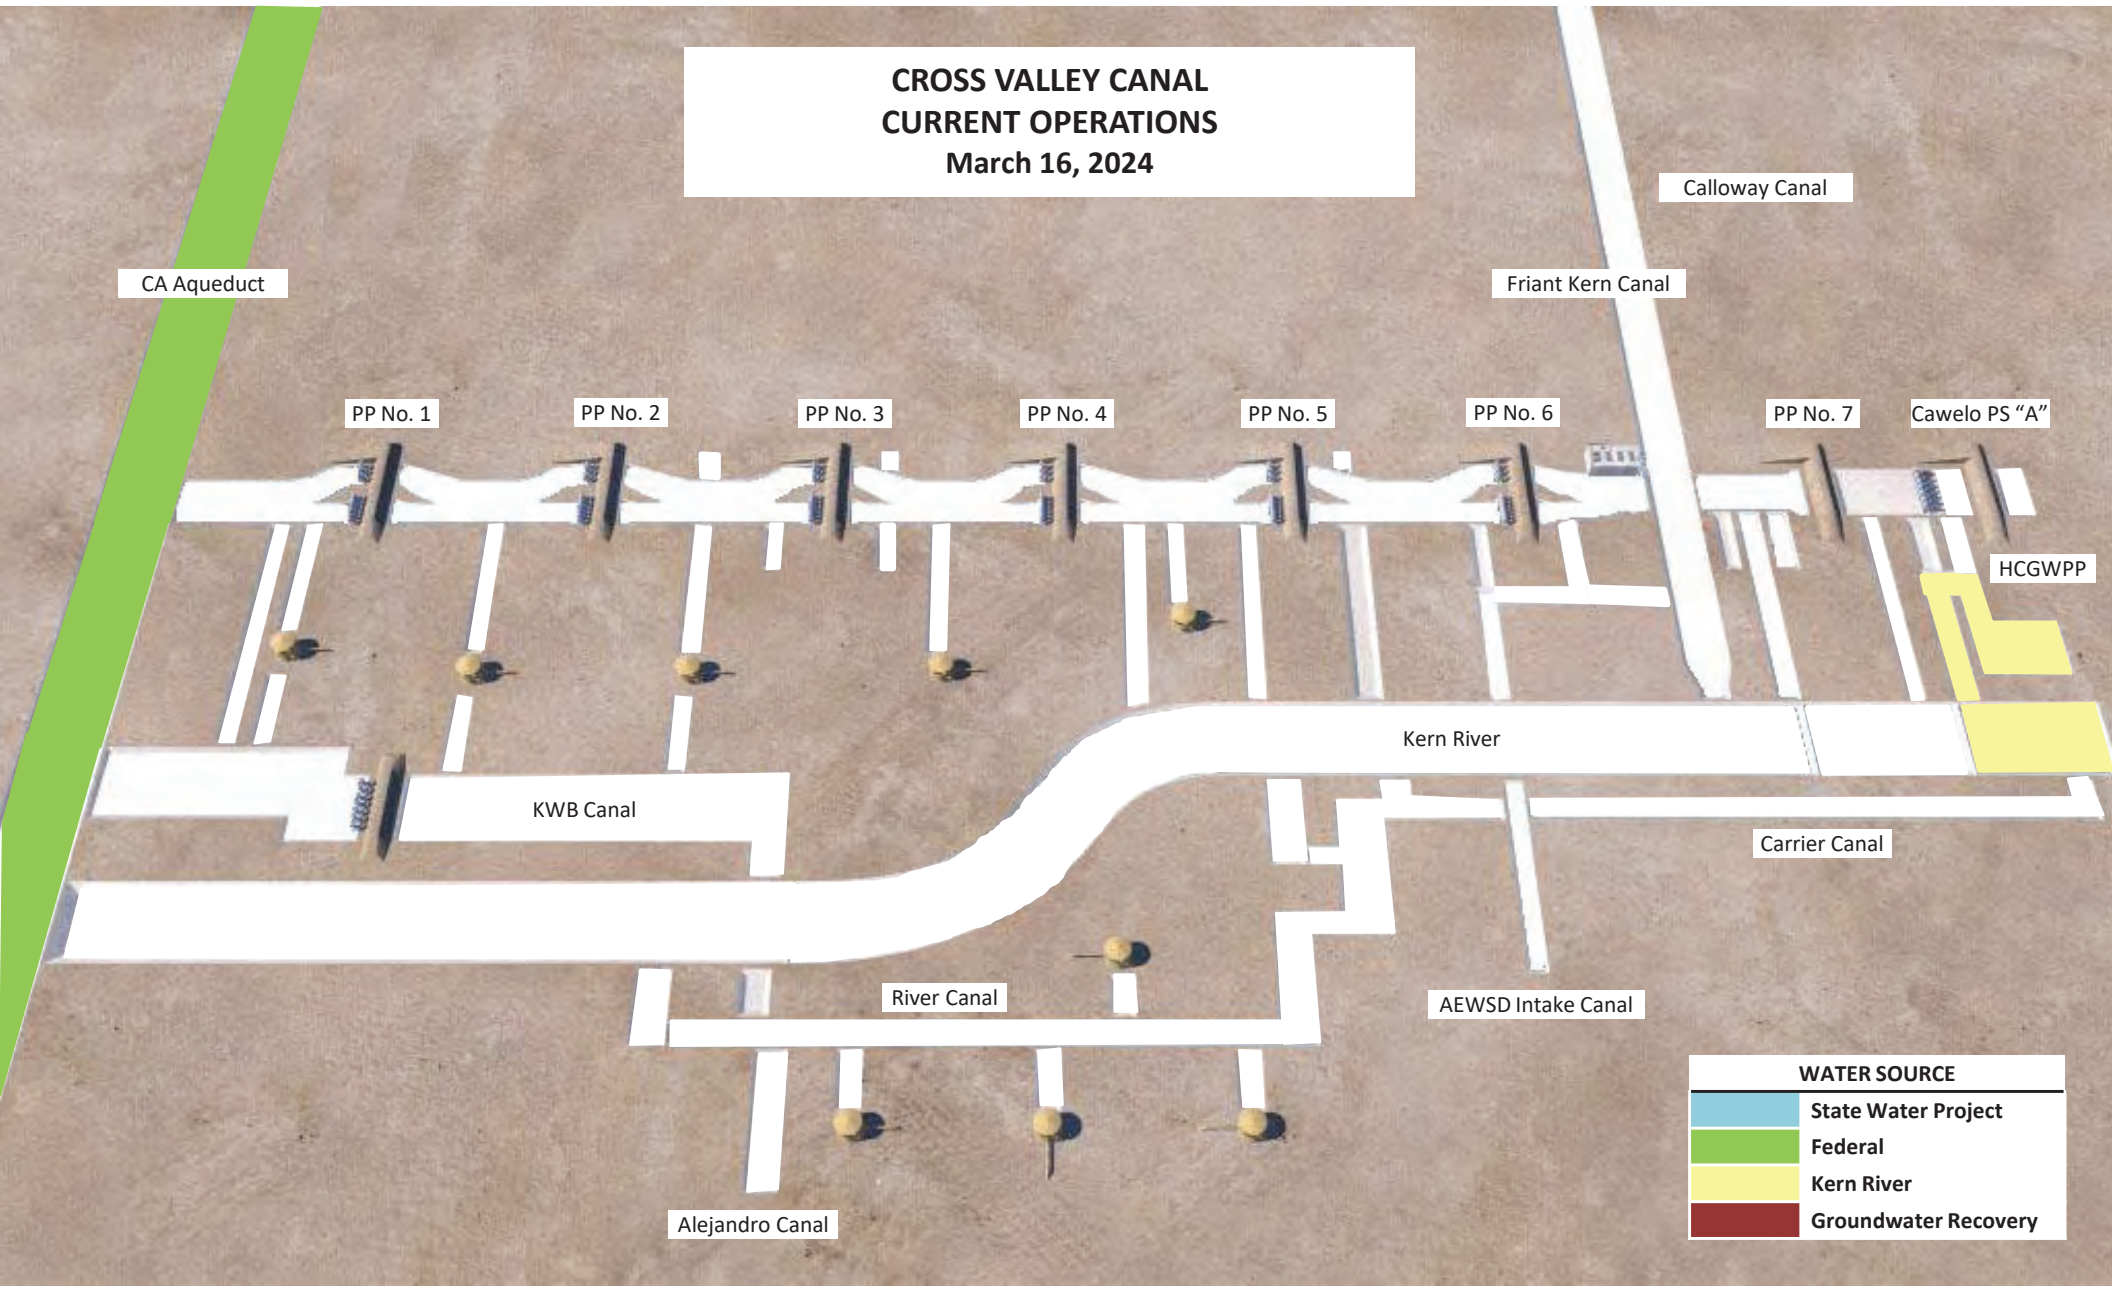 CROSS VALLEY CANAL
CURRENT OPERATIONS
March 16, 2024
Calloway Canal
CA Aqueduct
Friant Kern Canal
PP No. 1
PP No. 2
PP No. 3
PP No. 4
PP No. 5
PP No. 6
PP No. 7
Cawelo PS “A”
HCGWPP
Kern River
KWB Canal
Carrier Canal
River Canal
AEWSD Intake Canal
Alejandro Canal
WATER SOURCE
State Water Project
Federal
Kern River
Groundwater Recovery